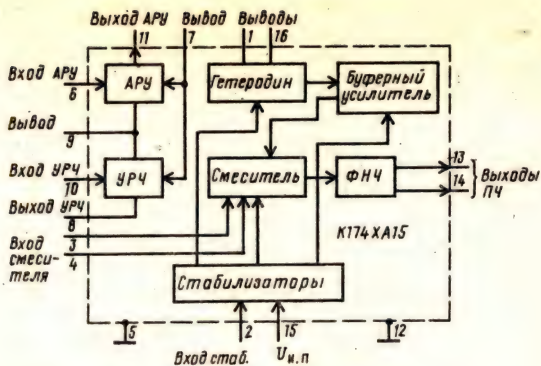 Выход АРУ Вывод Выводы
11 7 1 16
Вход АРУ
6
АРУ
Гетеродин
Буферный
усилитель
Вывод
9
Вход УРЧ
10
УРЧ
Смеситель
ФНЧ
13
14
Выходы
ПЧ
Выход УРЧ
8
Вход
смеси-
теля
3
4
К174ХА15
Стабилизаторы
5
2
15
12
Вход стаб.
Uи.п